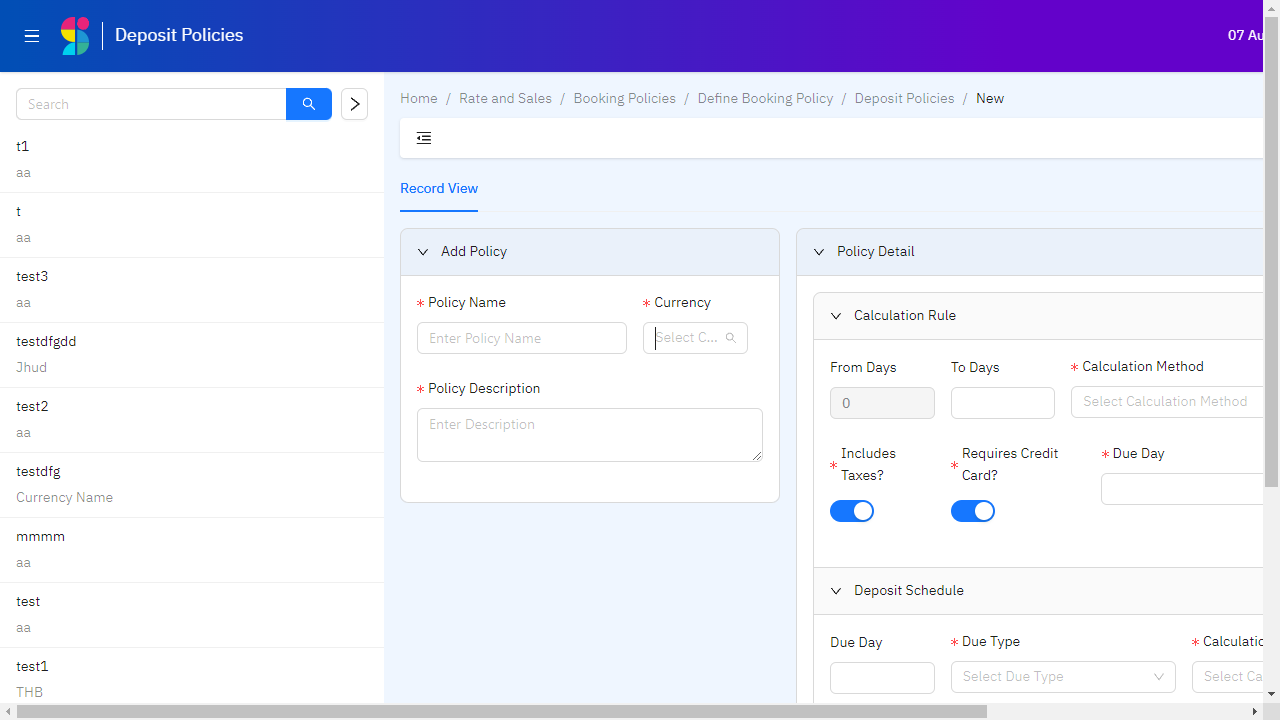 Deposit Policies
07 Au
Search
t1
aa
t
aa
test3
aa
testdfgdd
Jhud
test2
aa
testdfg
Currency Name
mmmm
aa
test
aa
test1
THB
Home / Rate and Sales / Booking Policies / Define Booking Policy / Deposit Policies / New
Record View
Add Policy
* Policy Name
* Currency
Enter Policy Name
Select C...
* Policy Description
Enter Description
Policy Detail
Calculation Rule
From Days
To Days
* Calculation Method
0
Select Calculation Method
* Includes
Taxes?
* Requires Credit
Card?
* Due Day
Deposit Schedule
Due Day
* Due Type
* Calculatio
Select Due Type
Select Ca